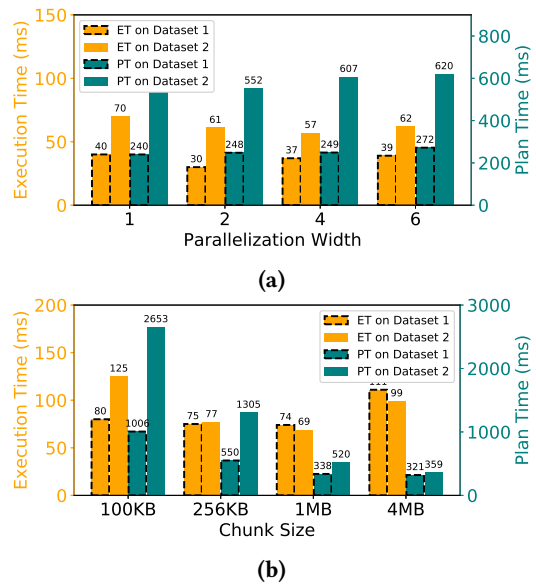 ET on Dataset 1
ET on Dataset 2
PT on Dataset 1
PT on Dataset 2
Execution Time (ms)
150
100
50
0
Plan Time (ms)
800
600
400
200
0
40
70
240
30
61
248
552
37
57
249
607
39
62
272
620
1
2
4
6
Parallelization Width
(a)
ET on Dataset 1
ET on Dataset 2
PT on Dataset 1
PT on Dataset 2
Execution Time (ms)
200
150
100
50
0
Plan Time (ms)
3000
2000
1000
0
80
125
1006
2653
75
77
550
1305
74
69
338
520
99
321
359
100KB
256KB
1MB
4MB
Chunk Size
(b)